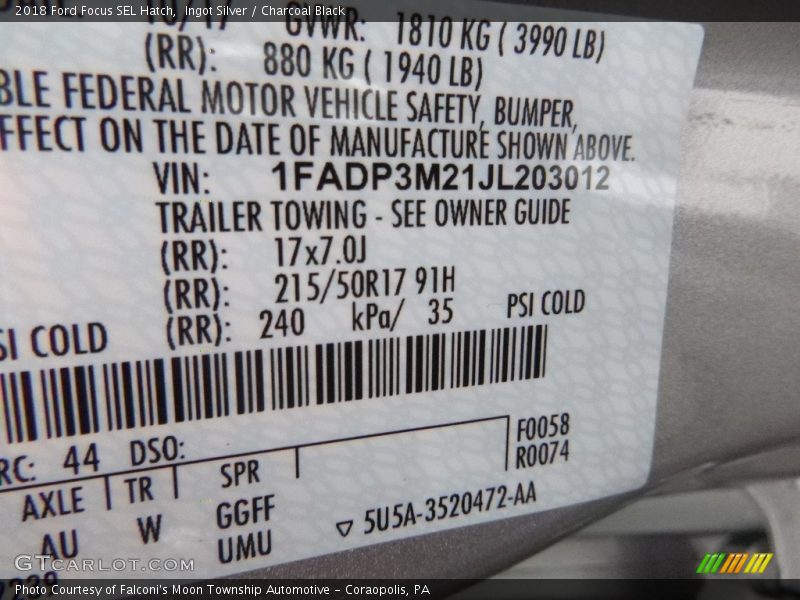 2018 Ford Focus SEL Hatch, Ingot Silver / Charcoal Black
GVWR: 1810 KG ( 3990 LB)
(RR): 880 KG ( 1940 LB)
BLE FEDERAL MOTOR VEHICLE SAFETY, BUMPER,
FFECT ON THE DATE OF MANUFACTURE SHOWN ABOVE.
VIN: 1FADP3M21JL203012
TRAILER TOWING - SEE OWNER GUIDE
(RR): 17x7.0J
(RR): 215/50R17 91H
SI COLD (RR): 240 kPa/ 35 PSI COLD
RC: 44 DSO:
F0058
R0074
AXLE TR SPR
AU W GGFF
UMU
5U5A-3520472-AA
GTCARLOT.COM
Photo Courtesy of Falconi's Moon Township Automotive - Coraopolis, PA